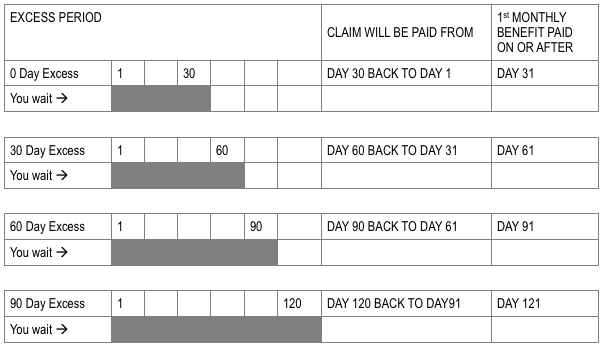 EXCESS PERIOD
CLAIM WILL BE PAID FROM
1st MONTHLY
BENEFIT PAID
ON OR AFTER
0 Day Excess 1 30 DAY 30 BACK TO DAY 1 DAY 31
You wait →
30 Day Excess 1 60 DAY 60 BACK TO DAY 31 DAY 61
You wait →
60 Day Excess 1 90 DAY 90 BACK TO DAY 61 DAY 91
You wait →
90 Day Excess 1 120 DAY 120 BACK TO DAY91 DAY 121
You wait →